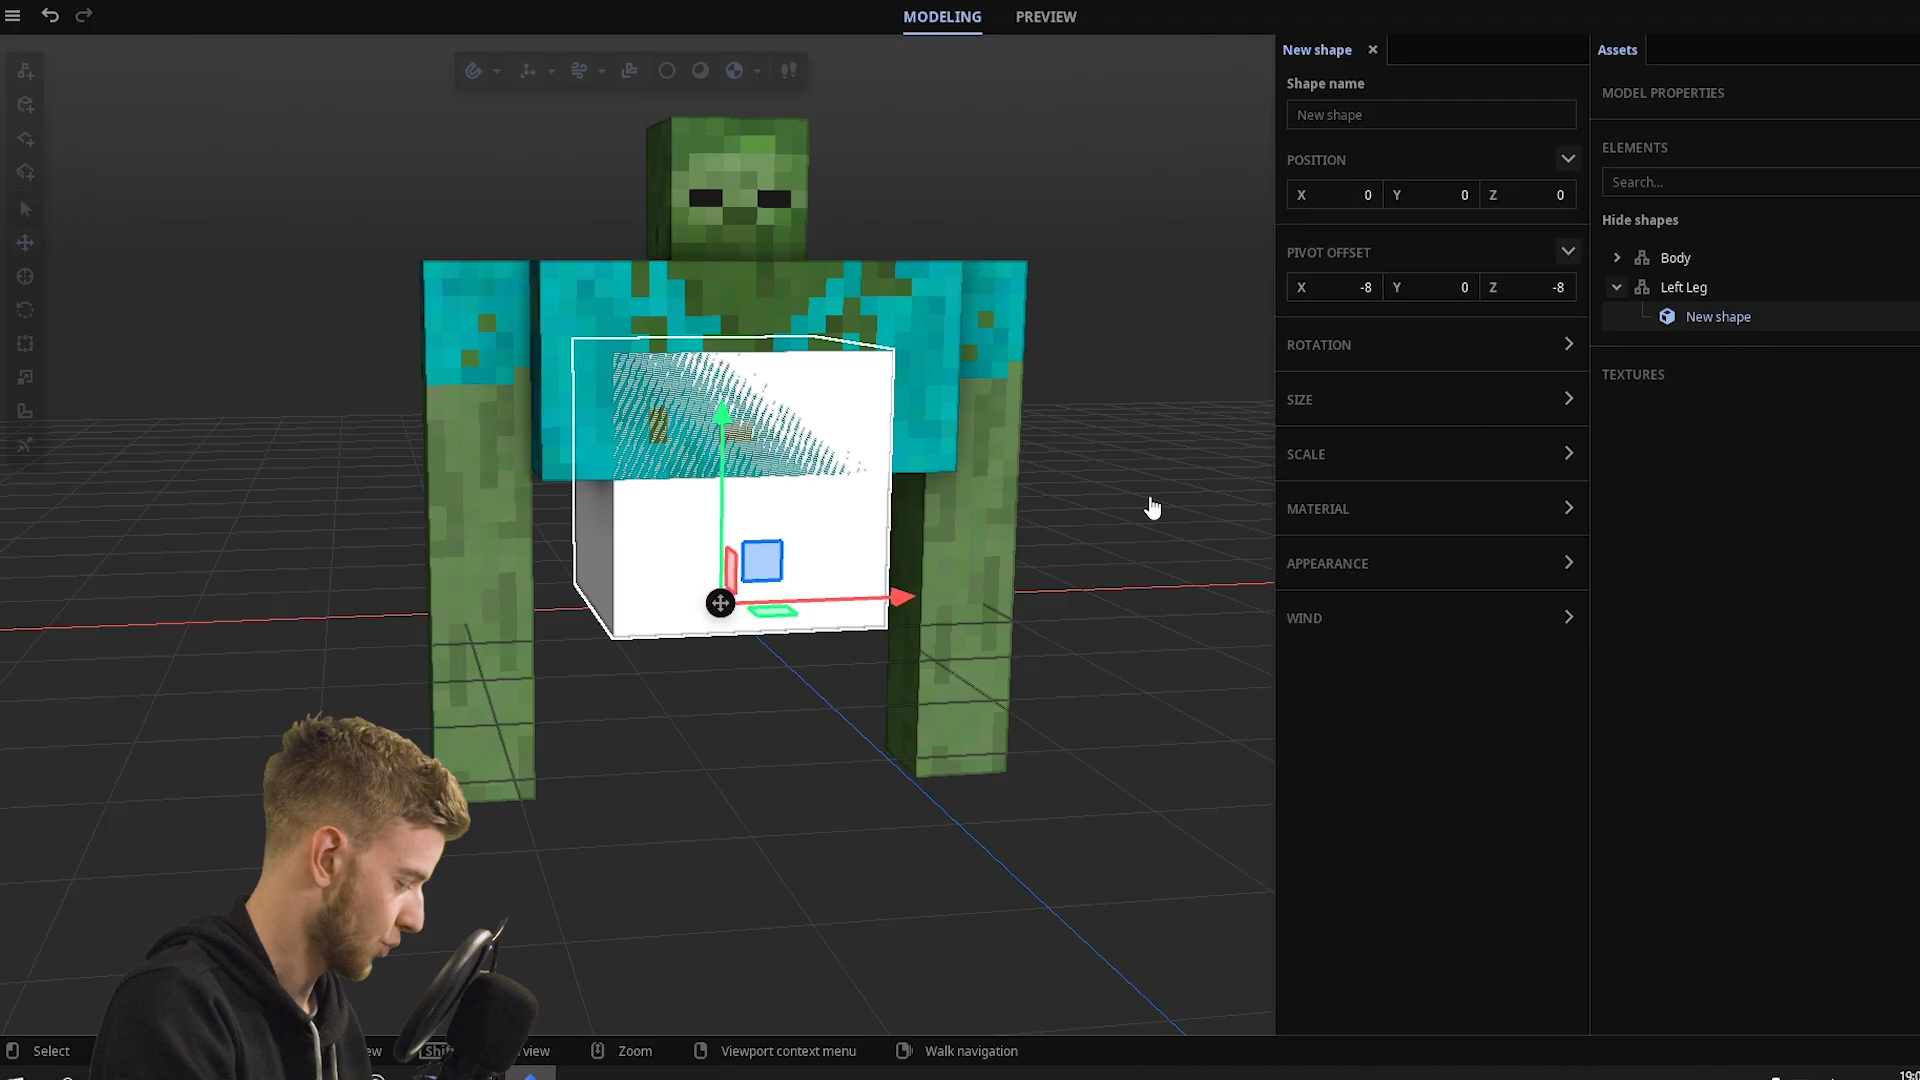 MODELING PREVIEW
New shape ×
Shape name
New shape
POSITION
X 0 Y 0 Z 0
PIVOT OFFSET
X -8 Y 0 Z -8
ROTATION
SIZE
SCALE
MATERIAL
APPEARANCE
WIND
Assets
MODEL PROPERTIES
ELEMENTS
Search...
Hide shapes
Body
Left Leg
New shape
TEXTURES
Select
view
Zoom
Viewport context menu
Walk navigation